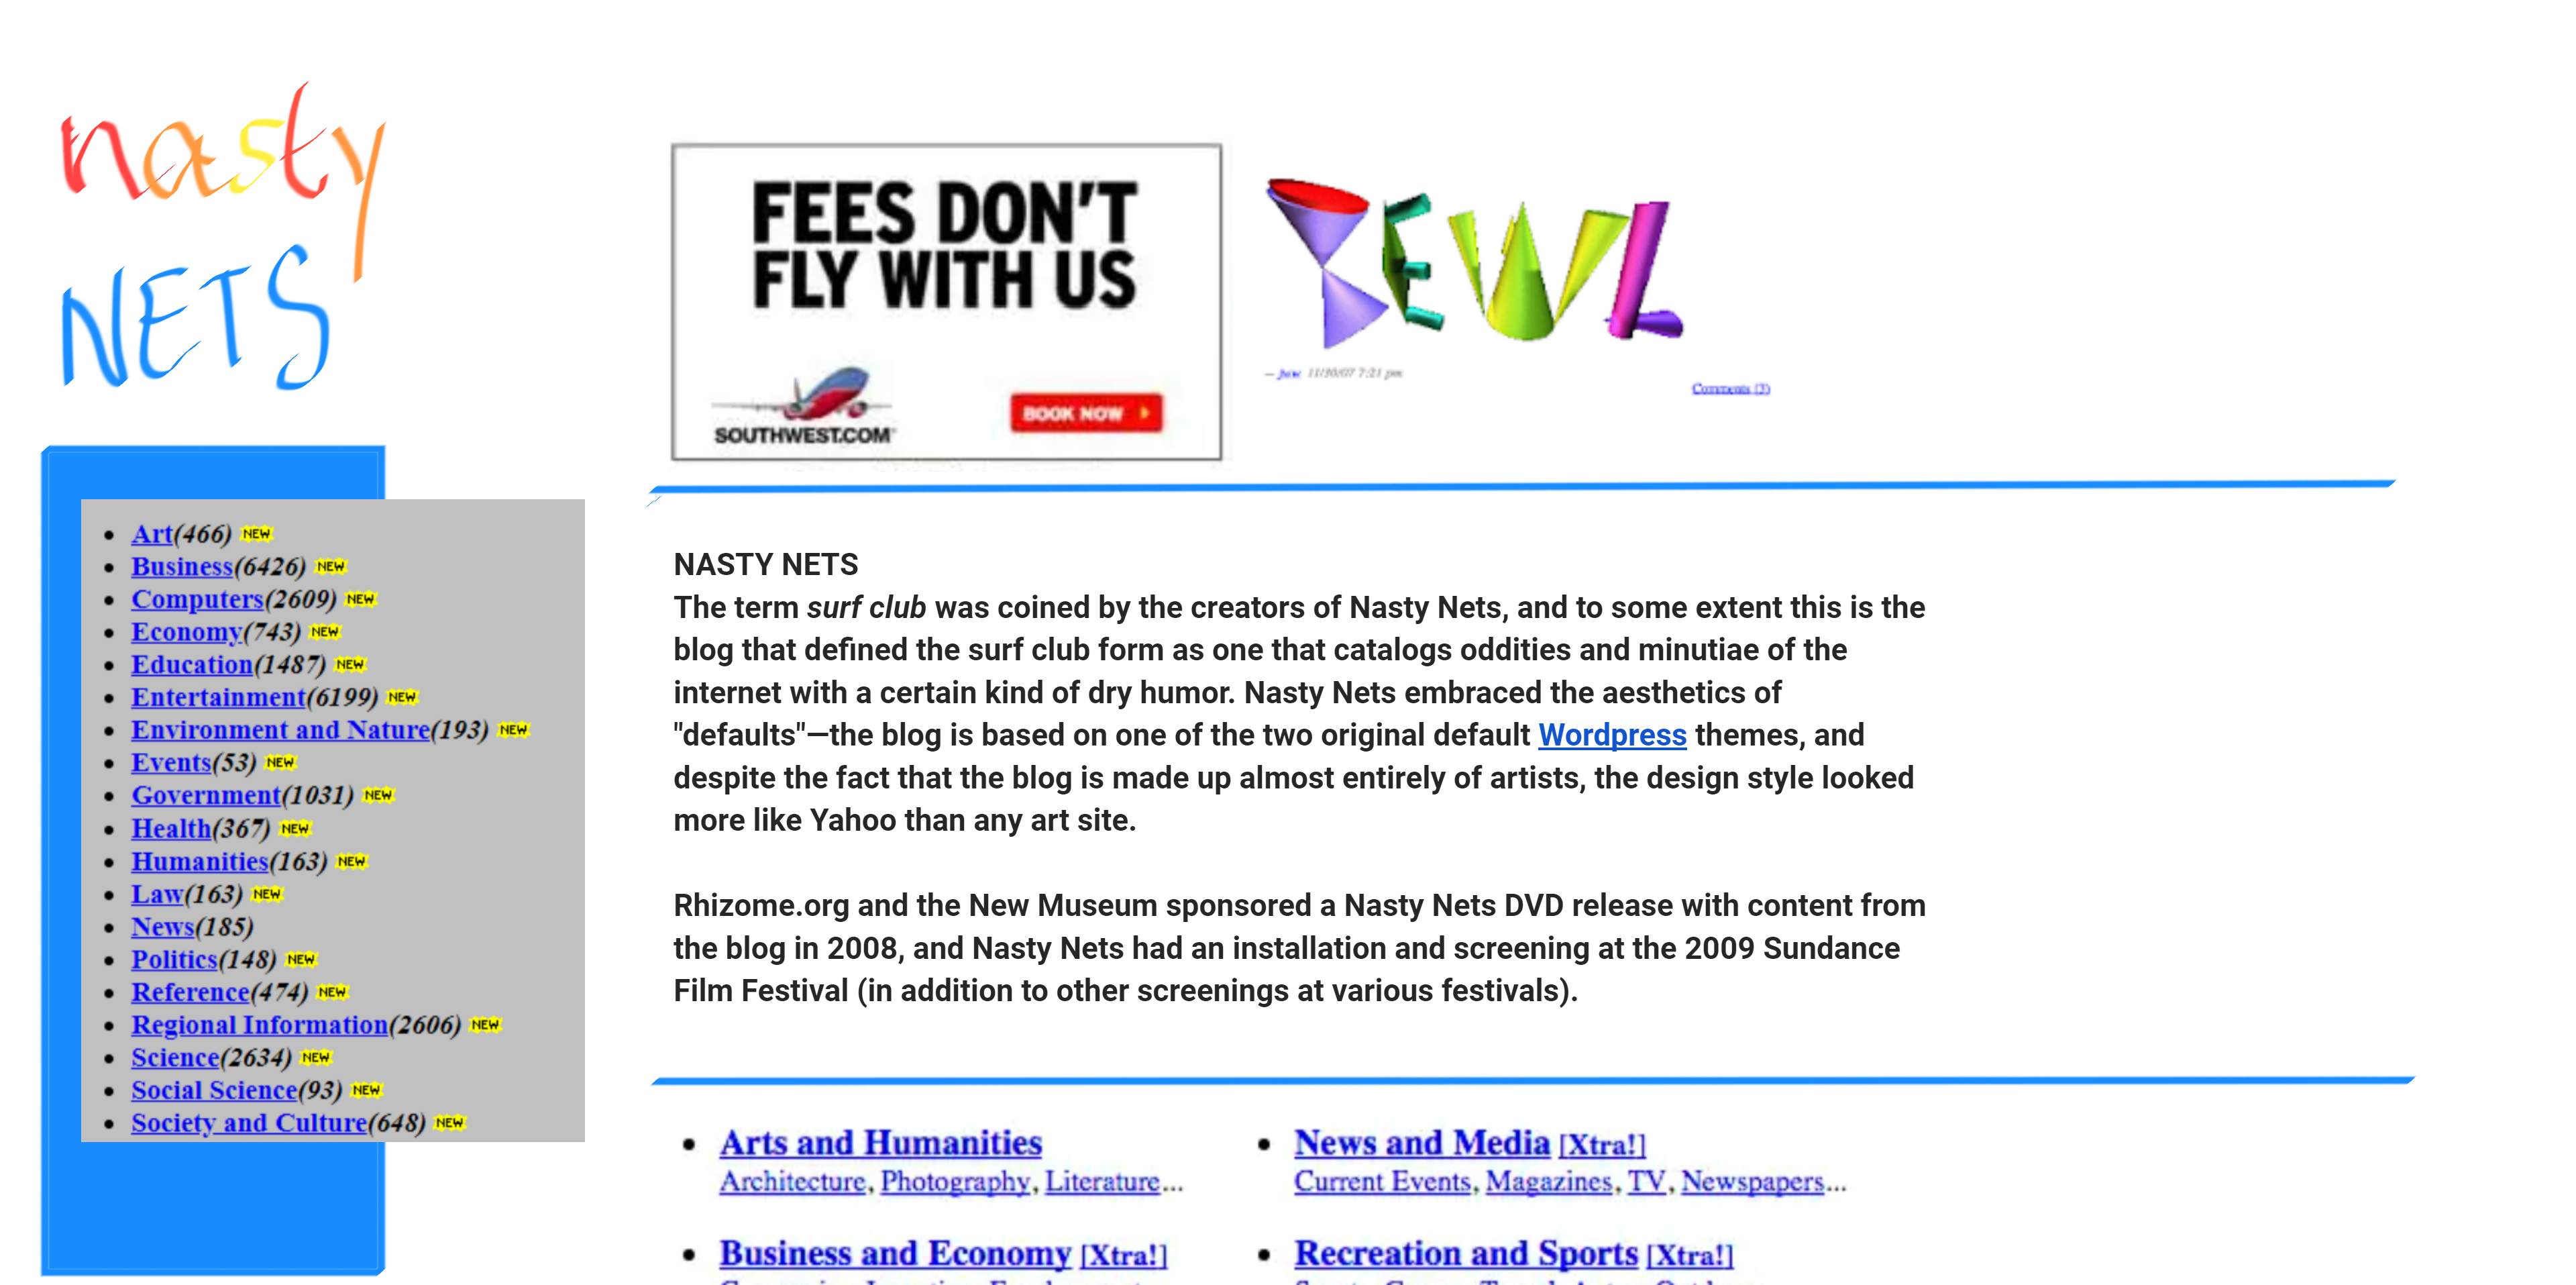 nasty
NETS
FEES DON'T
FLY WITH US
SOUTHWEST.COM
BOOK NOW
11/30/07 7:21 pm
Comments (3)
Art(466) NEW
Business(6426) NEW
Computers(2609) NEW
Economy(743) NEW
Education(1487) NEW
Entertainment(6199) NEW
Environment and Nature(193) NEW
Events(53) NEW
Government(1031) NEW
Health(367) NEW
Humanities(163) NEW
Law(163) NEW
News(185)
Politics(148) NEW
Reference(474) NEW
Regional Information(2606) NEW
Science(2634) NEW
Social Science(93) NEW
Society and Culture(648) NEW
NASTY NETS
The term surf club was coined by the creators of Nasty Nets, and to some extent this is the
blog that defined the surf club form as one that catalogs oddities and minutiae of the
internet with a certain kind of dry humor. Nasty Nets embraced the aesthetics of
"defaults"—the blog is based on one of the two original default Wordpress themes, and
despite the fact that the blog is made up almost entirely of artists, the design style looked
more like Yahoo than any art site.
Rhizome.org and the New Museum sponsored a Nasty Nets DVD release with content from
the blog in 2008, and Nasty Nets had an installation and screening at the 2009 Sundance
Film Festival (in addition to other screenings at various festivals).
Arts and Humanities
Architecture, Photography, Literature...
News and Media [Xtra!]
Current Events, Magazines, TV, Newspapers...
Business and Economy [Xtra!]
Recreation and Sports [Xtra!]